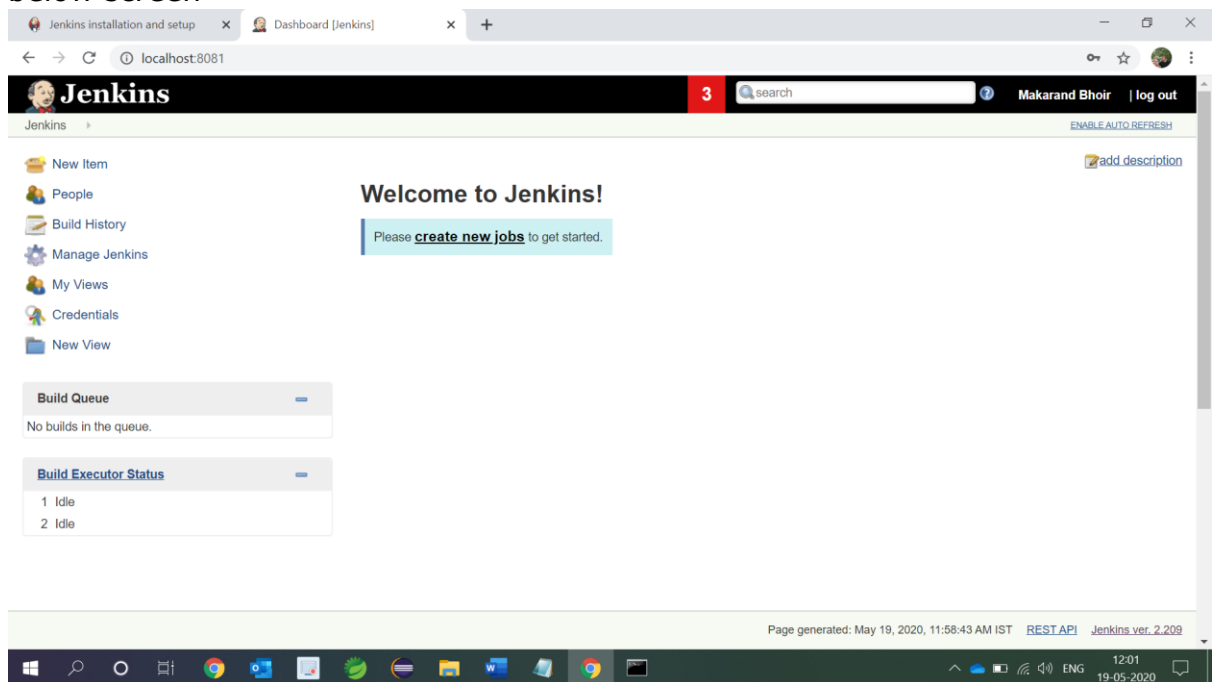 below screen
Jenkins installation and setup
Dashboard [Jenkins]
localhost:8081
Jenkins
3
search
Makarand Bhoir | log out
Jenkins
ENABLE AUTO REFRESH
New Item
add description
People
Welcome to Jenkins!
Build History
Please create new jobs to get started.
Manage Jenkins
My Views
Credentials
New View
Build Queue
No builds in the queue.
Build Executor Status
1 Idle
2 Idle
Page generated: May 19, 2020, 11:58:43 AM IST REST API Jenkins ver. 2.209
ENG
12:01
19-05-2020